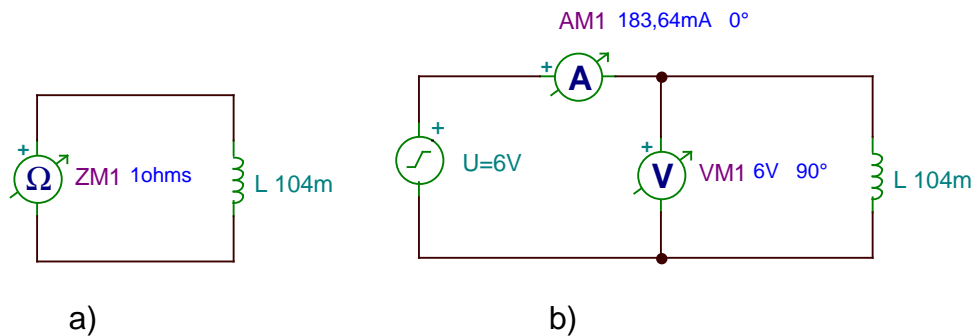 AM1 183,64mA 0°
+
A
+
+
+
Ω
ZM1 1ohms
L 104m
U=6V
V
VM1 6V 90°
L 104m
a)
b)